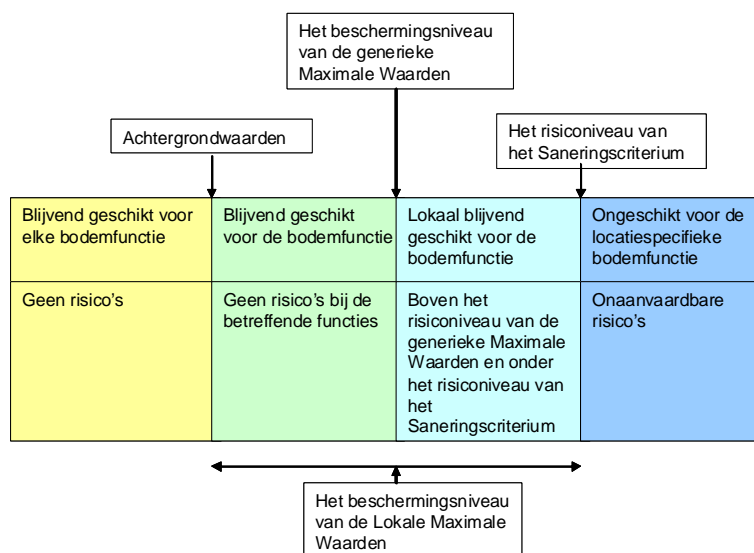 Het beschermingsniveau
van de generieke
Maximale Waarden
Achtergrondwaarden
Het risiconiveau van
het Saneringscriterium
Blijvend geschikt voor
elke bodemfunctie
Blijvend geschikt
voor de bodemfunctie
Lokaal blijvend
geschikt voor de
bodemfunctie
Ongeschikt voor de
locatiespecifieke
bodemfunctie
Geen risico's
Geen risico's bij de
betreffende functies
Boven het
risiconiveau van de
generieke Maximale
Waarden en onder
het risiconiveau van
het
Saneringscriterium
Onaanvaardbare
risico's
Het beschermingsniveau
van de Lokale Maximale
Waarden